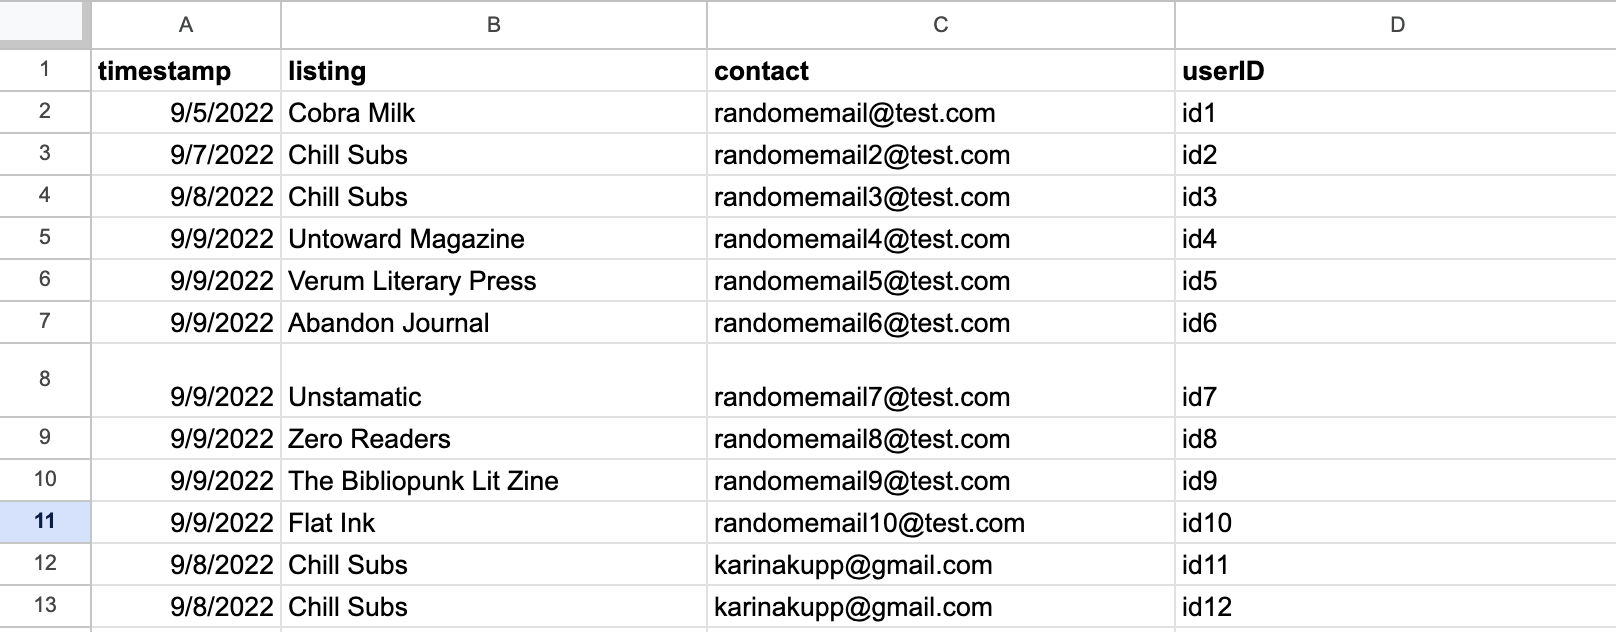 A B C D
1 timestamp listing contact userID
2 9/5/2022 Cobra Milk randomemail@test.com id1
3 9/7/2022 Chill Subs randomemail2@test.com id2
4 9/8/2022 Chill Subs randomemail3@test.com id3
5 9/9/2022 Untoward Magazine randomemail4@test.com id4
6 9/9/2022 Verum Literary Press randomemail5@test.com id5
7 9/9/2022 Abandon Journal randomemail6@test.com id6
8 9/9/2022 Unstamatic randomemail7@test.com id7
9 9/9/2022 Zero Readers randomemail8@test.com id8
10 9/9/2022 The Bibliopunk Lit Zine randomemail9@test.com id9
11 9/9/2022 Flat Ink randomemail10@test.com id10
12 9/8/2022 Chill Subs karinakupp@gmail.com id11
13 9/8/2022 Chill Subs karinakupp@gmail.com id12